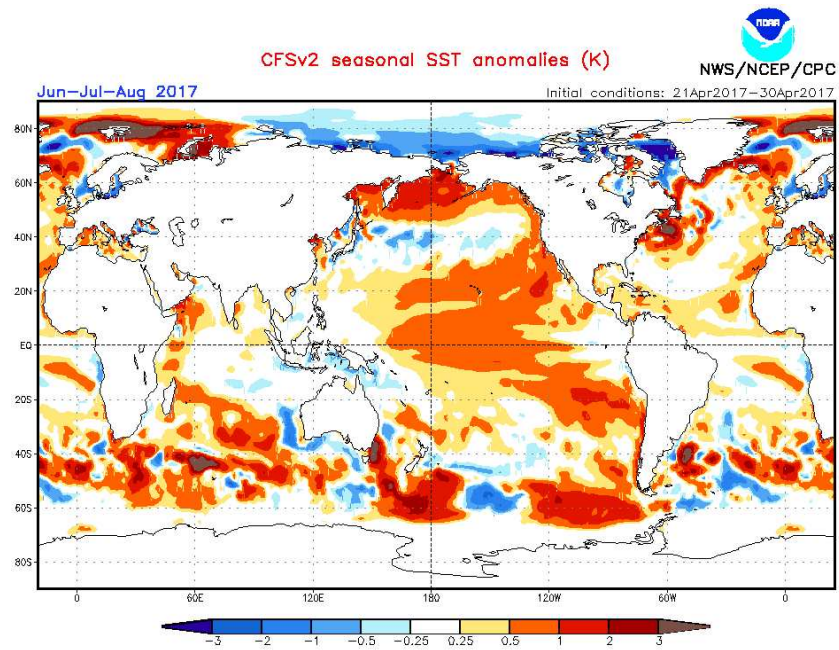 NOAA
CFSv2 seasonal SST anomalies (K)
NWS/NCEP/CPC
Jun-Jul-Aug 2017
Initial conditions: 21Apr2017-30Apr2017
80N
60N
40N
20N
EQ
20S
40S
60S
80S
0 60E 120E 180 120W 60W 0
-3 -2 -1 -0.5 -0.25 0.25 0.5 1 2 3